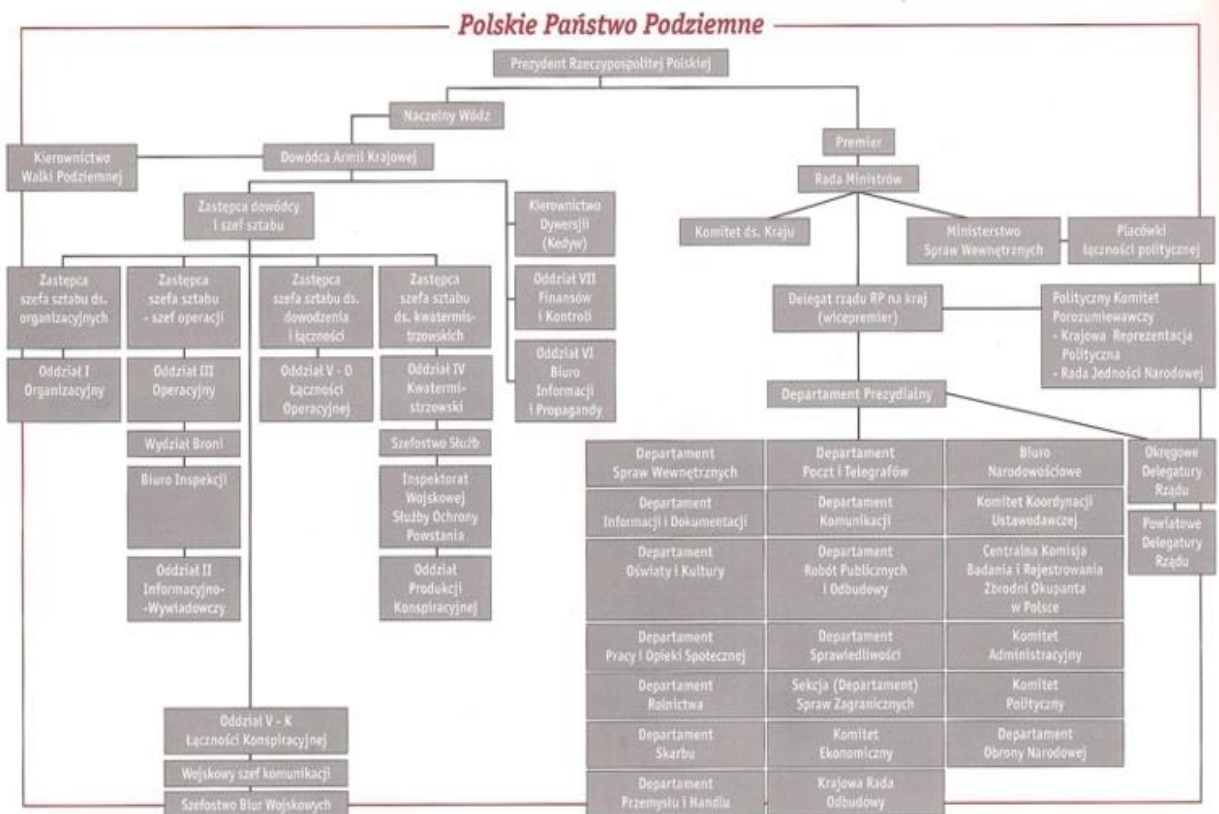 Polskie Państwo Podziemne
Prezydent Rzeczypospolitej Polskiej
Naczelny Wódz
Premier
Kierownictwo
Walki Podziemnej
Dowódca Armii Krajowej
Rada Ministrów
Zastępca dowódcy
i szef sztabu
Kierownictwo
Dywersji
(Kedyw)
Komitet ds. Kraju
Ministerstwo
Spraw Wewnętrznych
Placówki
łączności politycznej
Zastępca
szefa sztabu ds.
organizacyjnych
Zastępca
szefa sztabu
- szef operacji
Zastępca
szefa sztabu ds.
dowodzenia
i łączności
Zastępca
szefa sztabu
ds. kwatermis-
trzowskich
Oddział VII
Finansów
i Kontroli
Delegat rządu RP na kraj
(wicepremier)
Polityczny Komitet
Porozumiewawczy
- Krajowa Reprezentacja
Polityczna
- Rada Jedności Narodowej
Oddział I
Organizacyjny
Oddział III
Operacyjny
Oddział V - O
Łączności
Operacyjnej
Oddział IV
Kwatermi-
strzowski
Oddział VI
Biuro
Informacji
i Propagandy
Departament Prezydialny
Wydział Broni
Szefostwo Służb
Biuro Inspekcji
Inspektorat
Wojskowej
Służby Ochrony
Powstania
Oddział II
Informacyjno-
-Wywiadowczy
Oddział
Produkcji
Konspiracyjnej
Oddział V - K
Łączności Konspiracyjnej
Wojskowy szef komunikacji
Szefostwo Biur Wojskowych
Departament
Spraw Wewnętrznych
Departament
Poczt i Telegrafów
Biuro
Narodowościowe
Okręgowe
Delegatury
Rządu
Departament
Informacji i Dokumentacji
Departament
Komunikacji
Komitet Koordynacji
Ustawodawczej
Powiatowe
Delegatury
Rządu
Departament
Oświaty i Kultury
Departament
Robót Publicznych
i Odbudowy
Centralna Komisja
Badania i Rejestrowania
Zbrodni Okupanta
w Polsce
Departament
Pracy i Opieki Społecznej
Departament
Sprawiedliwości
Komitet
Administracyjny
Departament
Rolnictwa
Sekcja (Departament)
Spraw Zagranicznych
Komitet
Polityczny
Departament
Skarbu
Komitet
Ekonomiczny
Departament
Obrony Narodowej
Departament
Przemysłu i Handlu
Krajowa Rada
Odbudowy